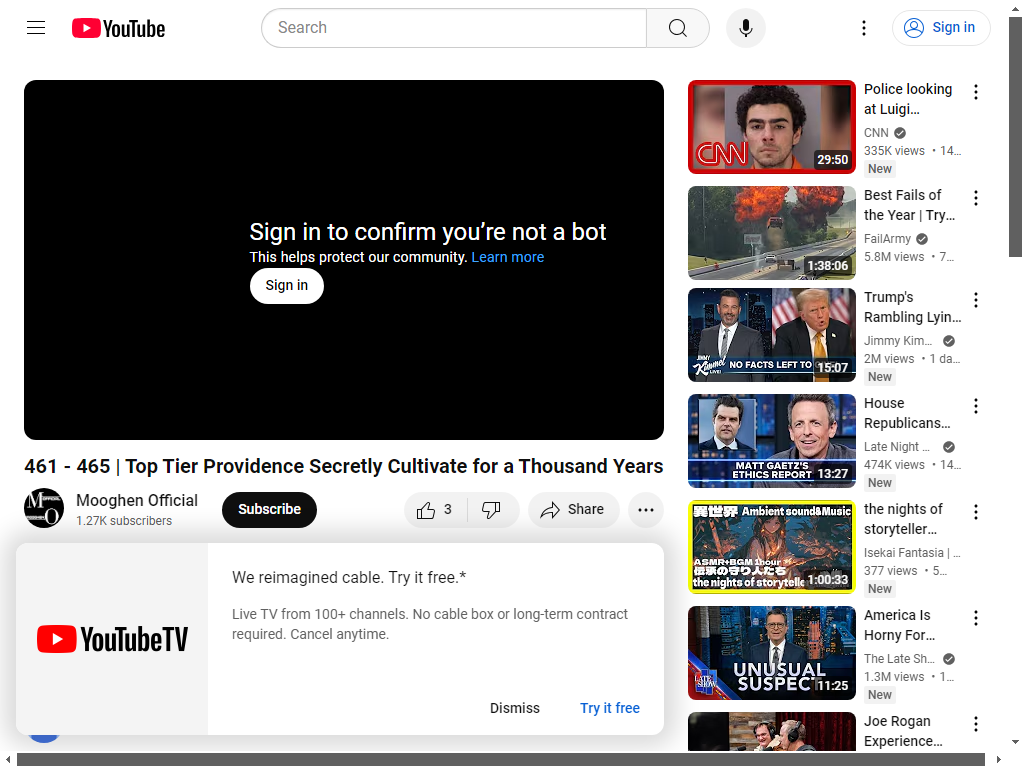 YouTube
Search
Sign in
Sign in to confirm you’re not a bot
This helps protect our community. Learn more
Sign in
461 - 465 | Top Tier Providence Secretly Cultivate for a Thousand Years
Mooghen Official
1.27K subscribers
Subscribe
3
Share
We reimagined cable. Try it free.*
Live TV from 100+ channels. No cable box or long-term contract
required. Cancel anytime.
YouTubeTV
Dismiss
Try it free
CNN
29:50
Police looking
at Luigi…
CNN
335K views • 14…
New
1:38:06
Best Fails of
the Year | Try…
FailArmy
5.8M views • 7…
JIMMY
Kimmel
LIVE!
NO FACTS LEFT TO
15:07
Trump's
Rambling Lyin…
Jimmy Kim…
2M views • 1 da…
New
MATT GAETZ'S
ETHICS REPORT
13:27
House
Republicans…
Late Night …
474K views • 14…
New
異世界 Ambient sound&Music
ASMR+BGM 1hour
伝承の守り人たち
the nights of storytelle
1:00:33
the nights of
storyteller…
Isekai Fantasia | …
377 views • 5…
New
LATE
SHOW
UNUSUAL
SUSPECT
11:25
America Is
Horny For…
The Late Sh…
1.3M views • 1…
New
Joe Rogan
Experience…